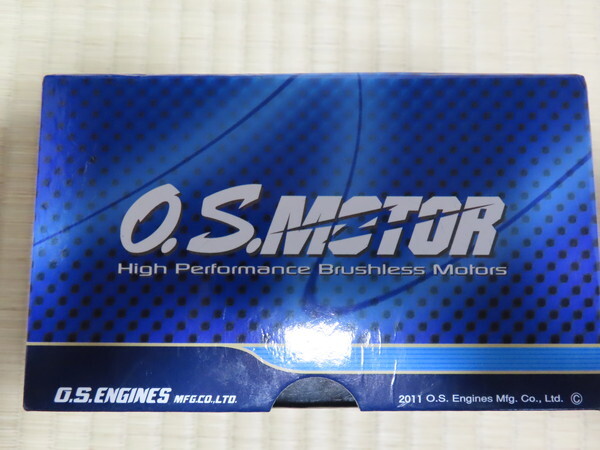 O.S.MOTOR
High Performance Brushless Motors
O.S.ENGINES MFG.CO.,LTD.
2011 O.S. Engines Mfg. Co., Ltd. ©